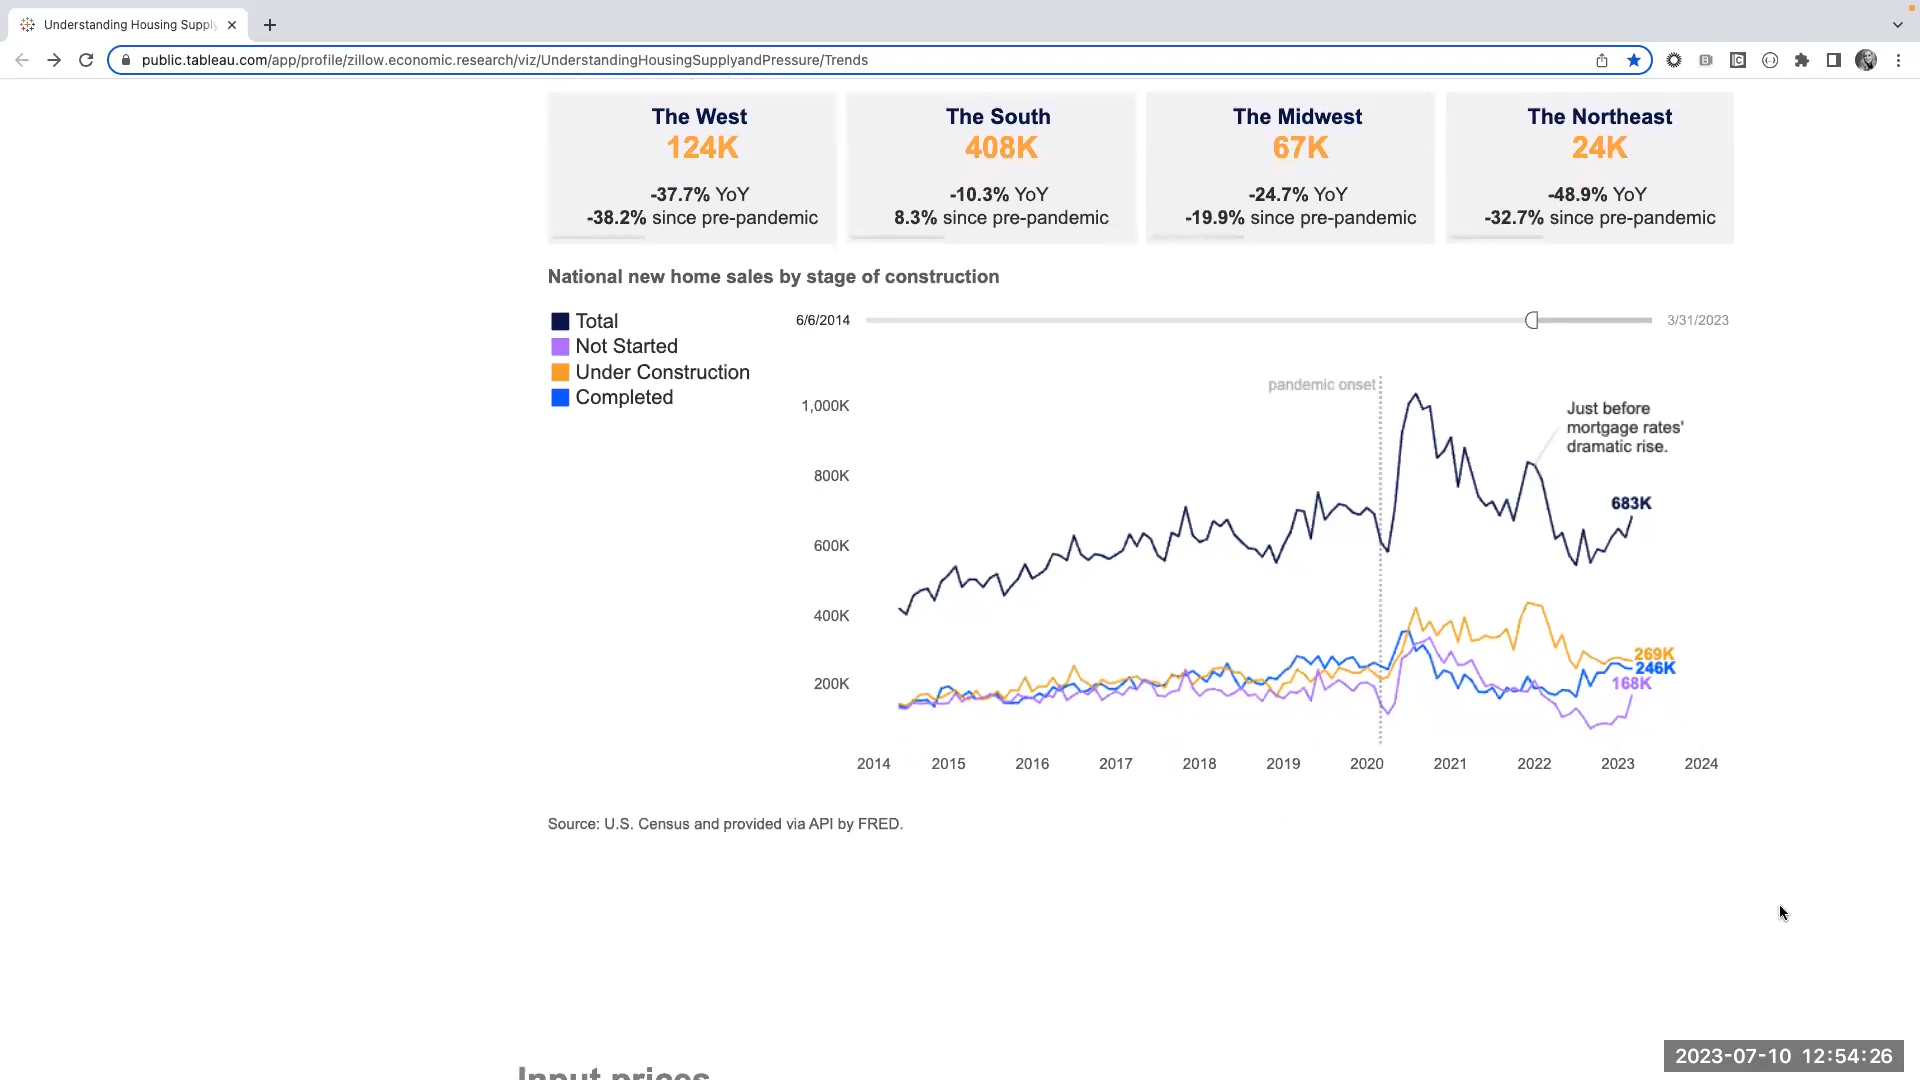 Understanding Housing Supply
public.tableau.com/app/profile/zillow.economic.research/viz/UnderstandingHousingSupplyandPressure/Trends
The West
124K
-37.7% YoY
-38.2% since pre-pandemic
The South
408K
-10.3% YoY
8.3% since pre-pandemic
The Midwest
67K
-24.7% YoY
-19.9% since pre-pandemic
The Northeast
24K
-48.9% YoY
-32.7% since pre-pandemic
National new home sales by stage of construction
Total
Not Started
Under Construction
Completed
6/6/2014
3/31/2023
pandemic onset
Just before
mortgage rates'
dramatic rise.
1,000K
800K
600K
400K
200K
683K
269K
246K
168K
2014 2015 2016 2017 2018 2019 2020 2021 2022 2023 2024
Source: U.S. Census and provided via API by FRED.
Input prices
2023-07-10 12:54:26